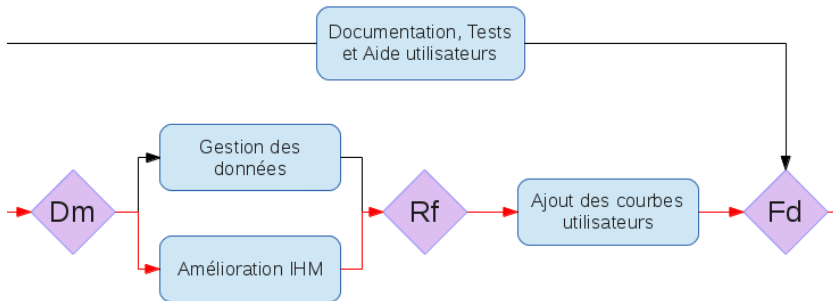 Documentation, Tests
et Aide utilisateurs
Gestion des
données
Dm
Rf
Ajout des courbes
utilisateurs
Fd
Amélioration IHM